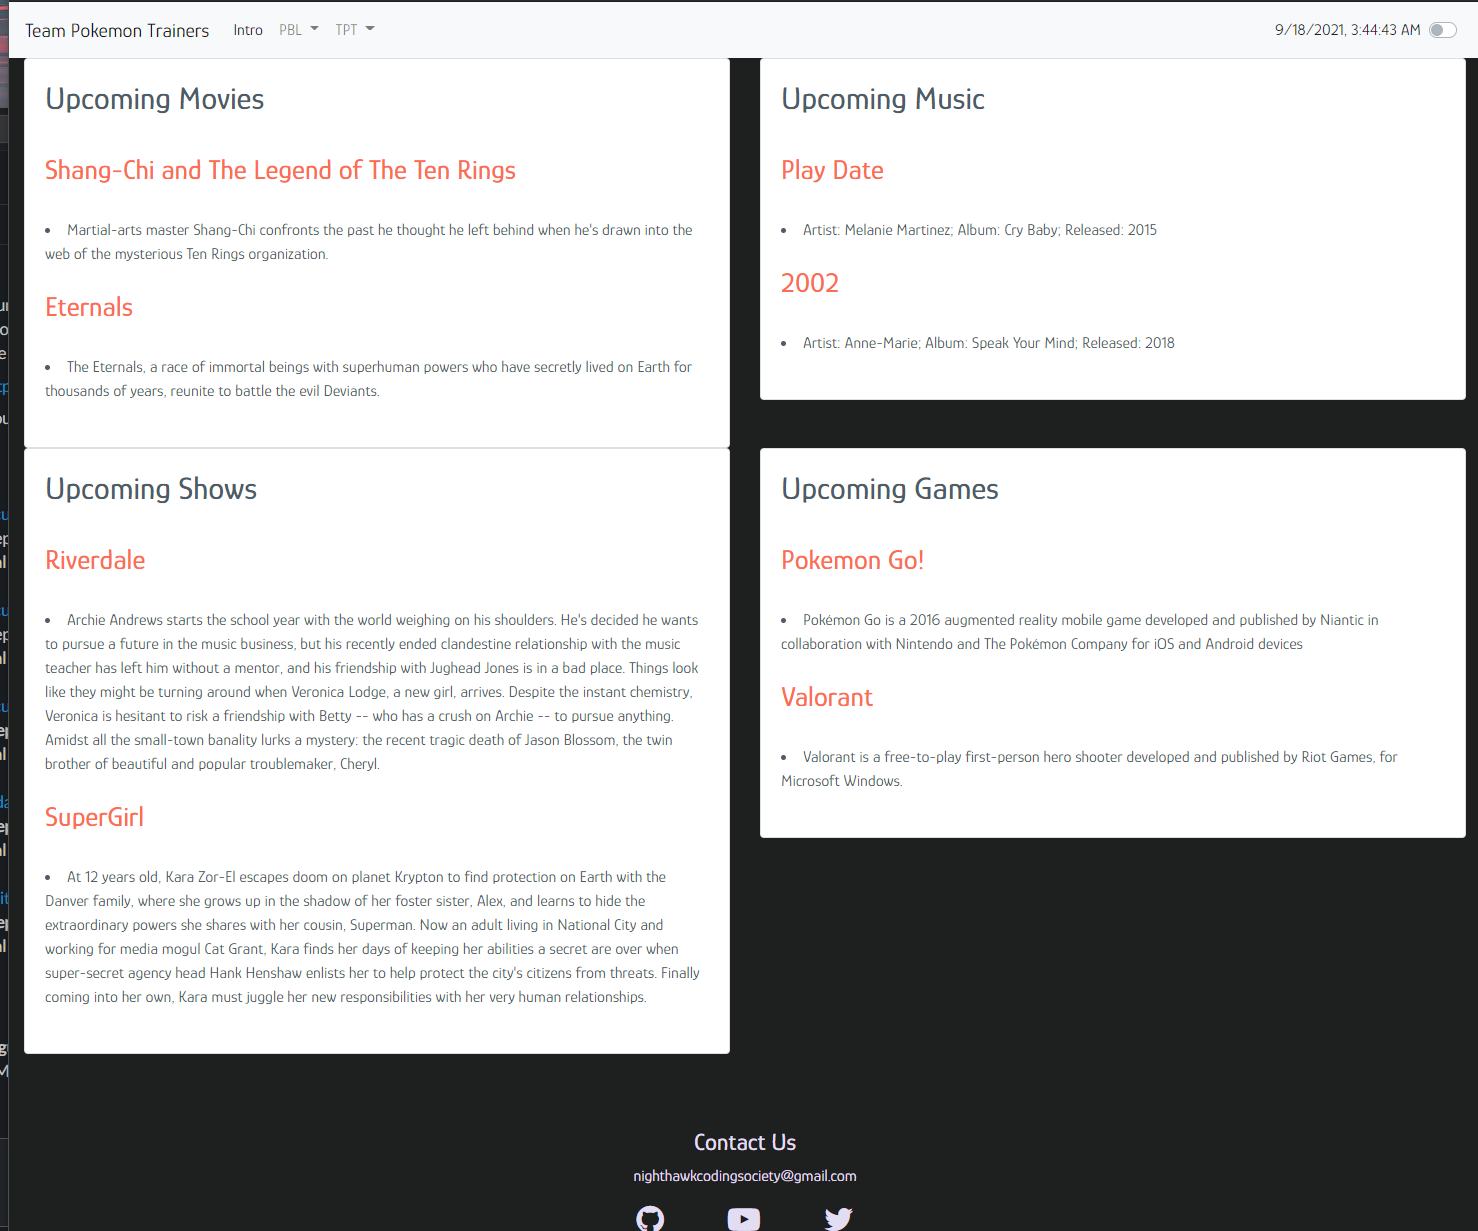 Team Pokemon Trainers Intro PBL TPT 9/18/2021, 3:44:43 AM
Upcoming Movies
Shang-Chi and The Legend of The Ten Rings
• Martial-arts master Shang-Chi confronts the past he thought he left behind when he's drawn into the
web of the mysterious Ten Rings organization.
Eternals
• The Eternals, a race of immortal beings with superhuman powers who have secretly lived on Earth for
thousands of years, reunite to battle the evil Deviants.
Upcoming Music
Play Date
• Artist: Melanie Martinez; Album: Cry Baby; Released: 2015
2002
• Artist: Anne-Marie; Album: Speak Your Mind; Released: 2018
Upcoming Shows
Riverdale
• Archie Andrews starts the school year with the world weighing on his shoulders. He's decided he wants
to pursue a future in the music business, but his recently ended clandestine relationship with the music
teacher has left him without a mentor, and his friendship with Jughead Jones is in a bad place. Things look
like they might be turning around when Veronica Lodge, a new girl, arrives. Despite the instant chemistry,
Veronica is hesitant to risk a friendship with Betty -- who has a crush on Archie -- to pursue anything.
Amidst all the small-town banality lurks a mystery: the recent tragic death of Jason Blossom, the twin
brother of beautiful and popular troublemaker, Cheryl.
SuperGirl
• At 12 years old, Kara Zor-El escapes doom on planet Krypton to find protection on Earth with the
Danver family, where she grows up in the shadow of her foster sister, Alex, and learns to hide the
extraordinary powers she shares with her cousin, Superman. Now an adult living in National City and
working for media mogul Cat Grant, Kara finds her days of keeping her abilities a secret are over when
super-secret agency head Hank Henshaw enlists her to help protect the city's citizens from threats. Finally
coming into her own, Kara must juggle her new responsibilities with her very human relationships.
Upcoming Games
Pokemon Go!
• Pokémon Go is a 2016 augmented reality mobile game developed and published by Niantic in
collaboration with Nintendo and The Pokémon Company for iOS and Android devices
Valorant
• Valorant is a free-to-play first-person hero shooter developed and published by Riot Games, for
Microsoft Windows.
Contact Us
nighthawkcodingsociety@gmail.com